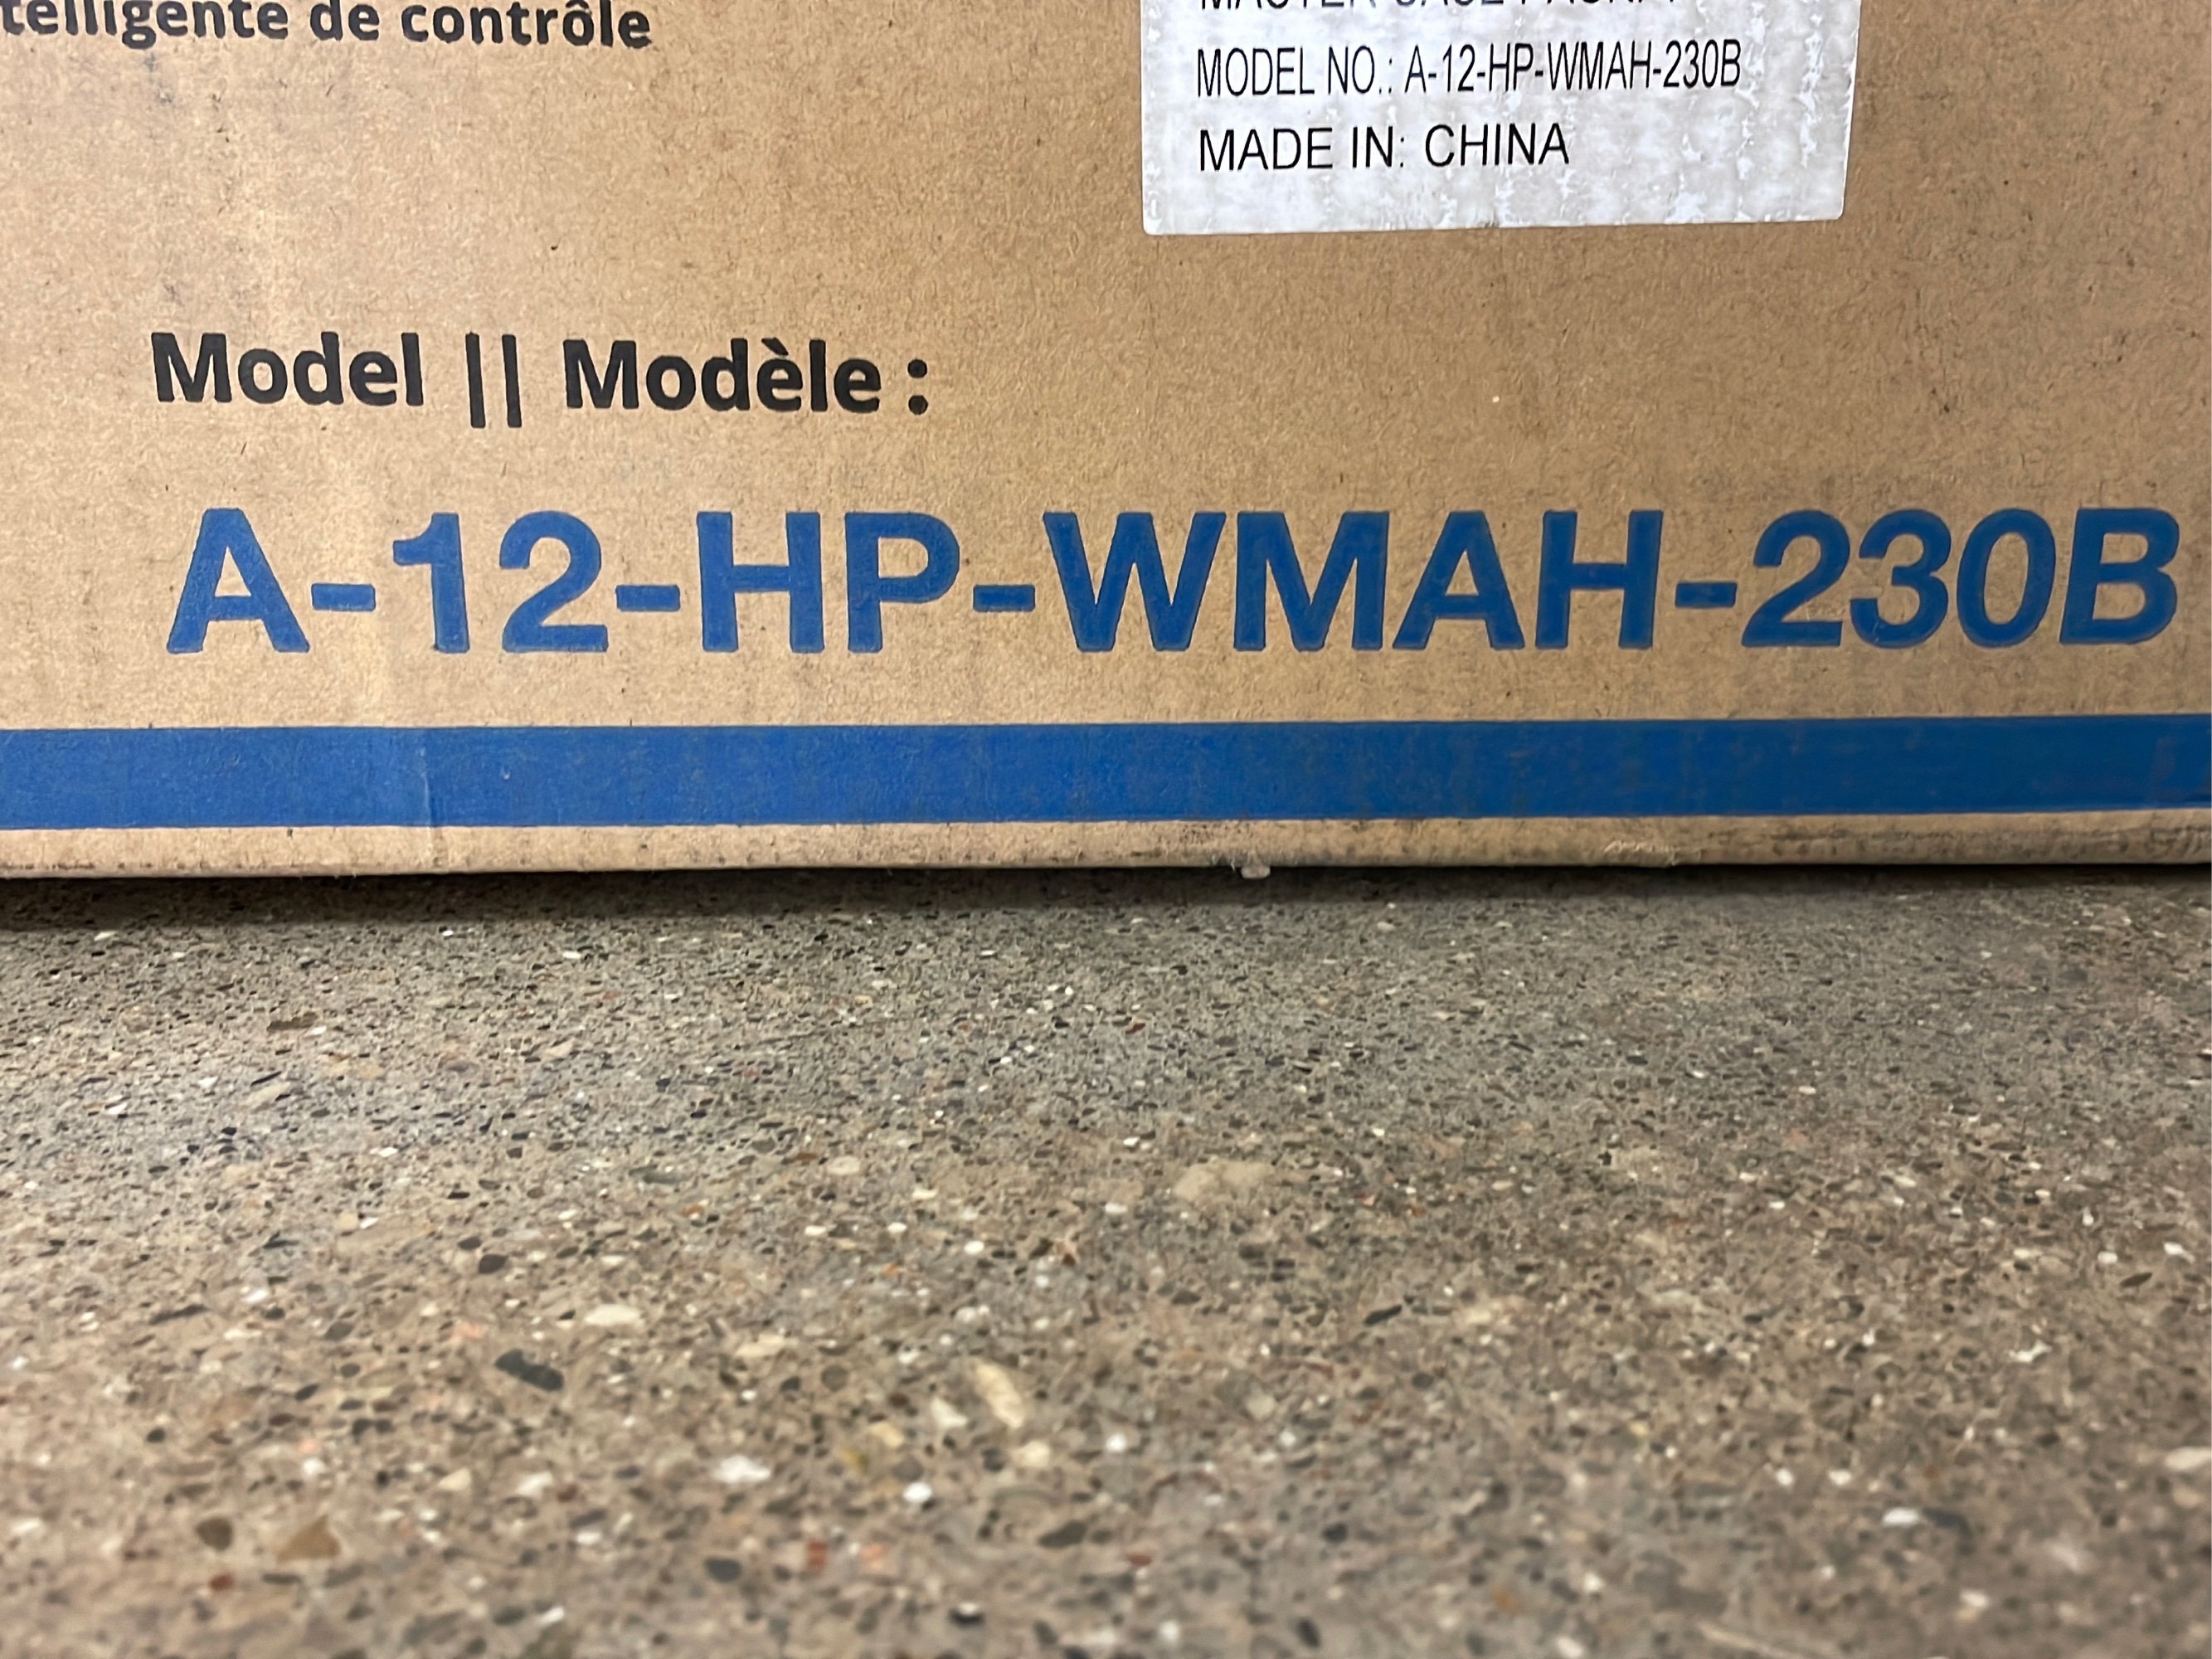 telligente de contrôle
MODEL NO.: A-12-HP-WMAH-230B
MADE IN: CHINA
Model || Modèle :
A-12-HP-WMAH-230B